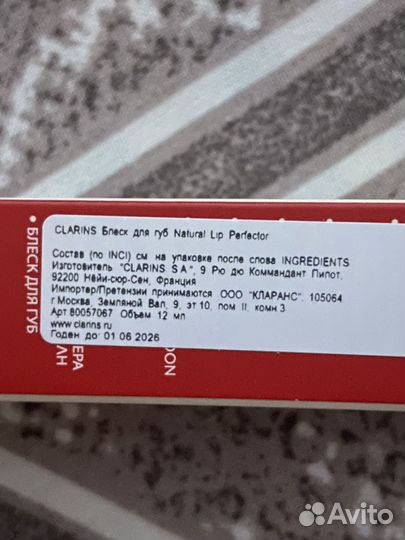 CLARINS Блеск для губ Natural Lip Perfector
Состав (по INCI) см на упаковке после слова INGREDIENTS
Изготовитель "CLARINS S A", 9 Рю дю Коммандант Пилот,
92200 Нейи-сюр-Сен, Франция
Импортер/Претензии принимаются ООО "КЛАРАНС". 105064
г Москва, Земляной Вал, 9, эт 10, пом II, комн 3
Арт 80057067 Объем 12 мл
www.clarins.ru
Годен до: 01 06 2026
• БЛЕСК ДЛЯ ГУБ
Avito